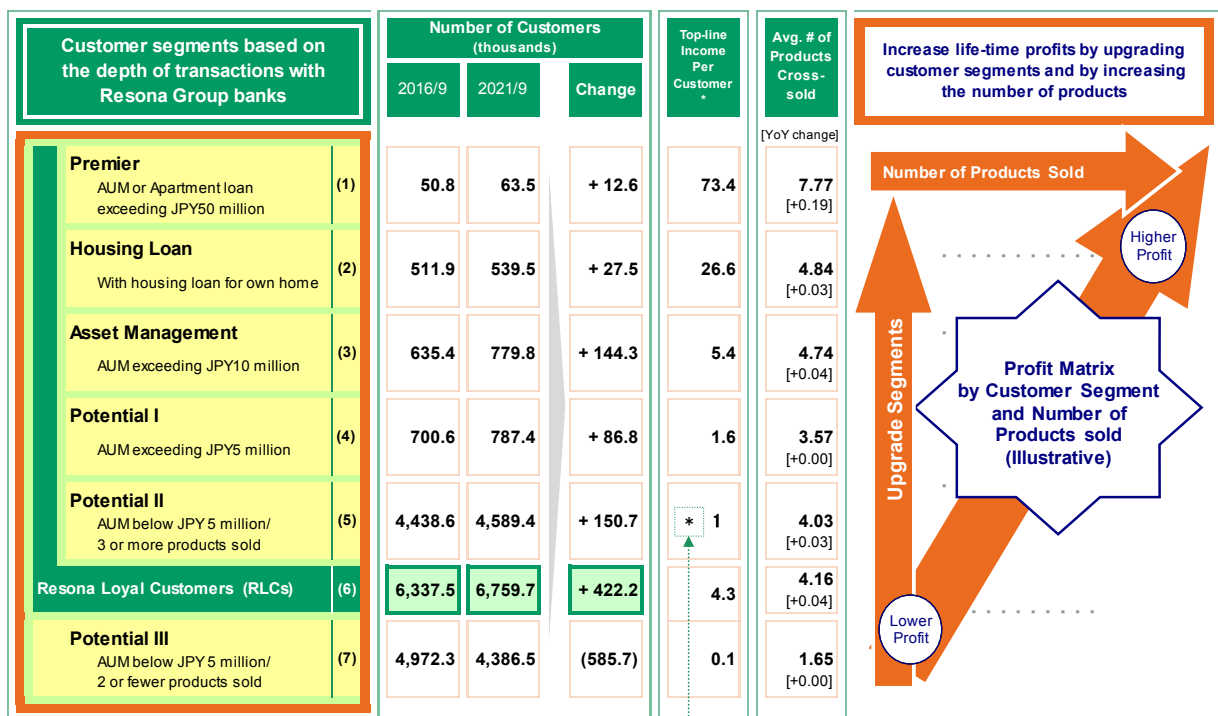 Customer segments based on
the depth of transactions with
Resona Group banks
Number of Customers
(thousands)
2016/9 2021/9 Change
Top-line
Income
Per
Customer
*
Avg. # of
Products
Cross-
sold
[YoY change]
Increase life-time profits by upgrading
customer segments and by increasing
the number of products
Premier
AUM or Apartment loan
exceeding JPY50 million
(1) 50.8 63.5 + 12.6 73.4 7.77
[+0.19]
Housing Loan
With housing loan for own home
(2) 511.9 539.5 + 27.5 26.6 4.84
[+0.03]
Asset Management
AUM exceeding JPY10 million
(3) 635.4 779.8 + 144.3 5.4 4.74
[+0.04]
Potential I
AUM exceeding JPY5 million
(4) 700.6 787.4 + 86.8 1.6 3.57
[+0.00]
Potential II
AUM below JPY 5 million/
3 or more products sold
(5) 4,438.6 4,589.4 + 150.7 * 1 4.03
[+0.03]
Resona Loyal Customers (RLCs) (6) 6,337.5 6,759.7 + 422.2 4.3 4.16
[+0.04]
Potential III
AUM below JPY 5 million/
2 or fewer products sold
(7) 4,972.3 4,386.5 (585.7) 0.1 1.65
[+0.00]
Number of Products Sold
Higher
Profit
Upgrade Segments
Profit Matrix
by Customer Segment
and Number of
Products sold
(Illustrative)
Lower
Profit